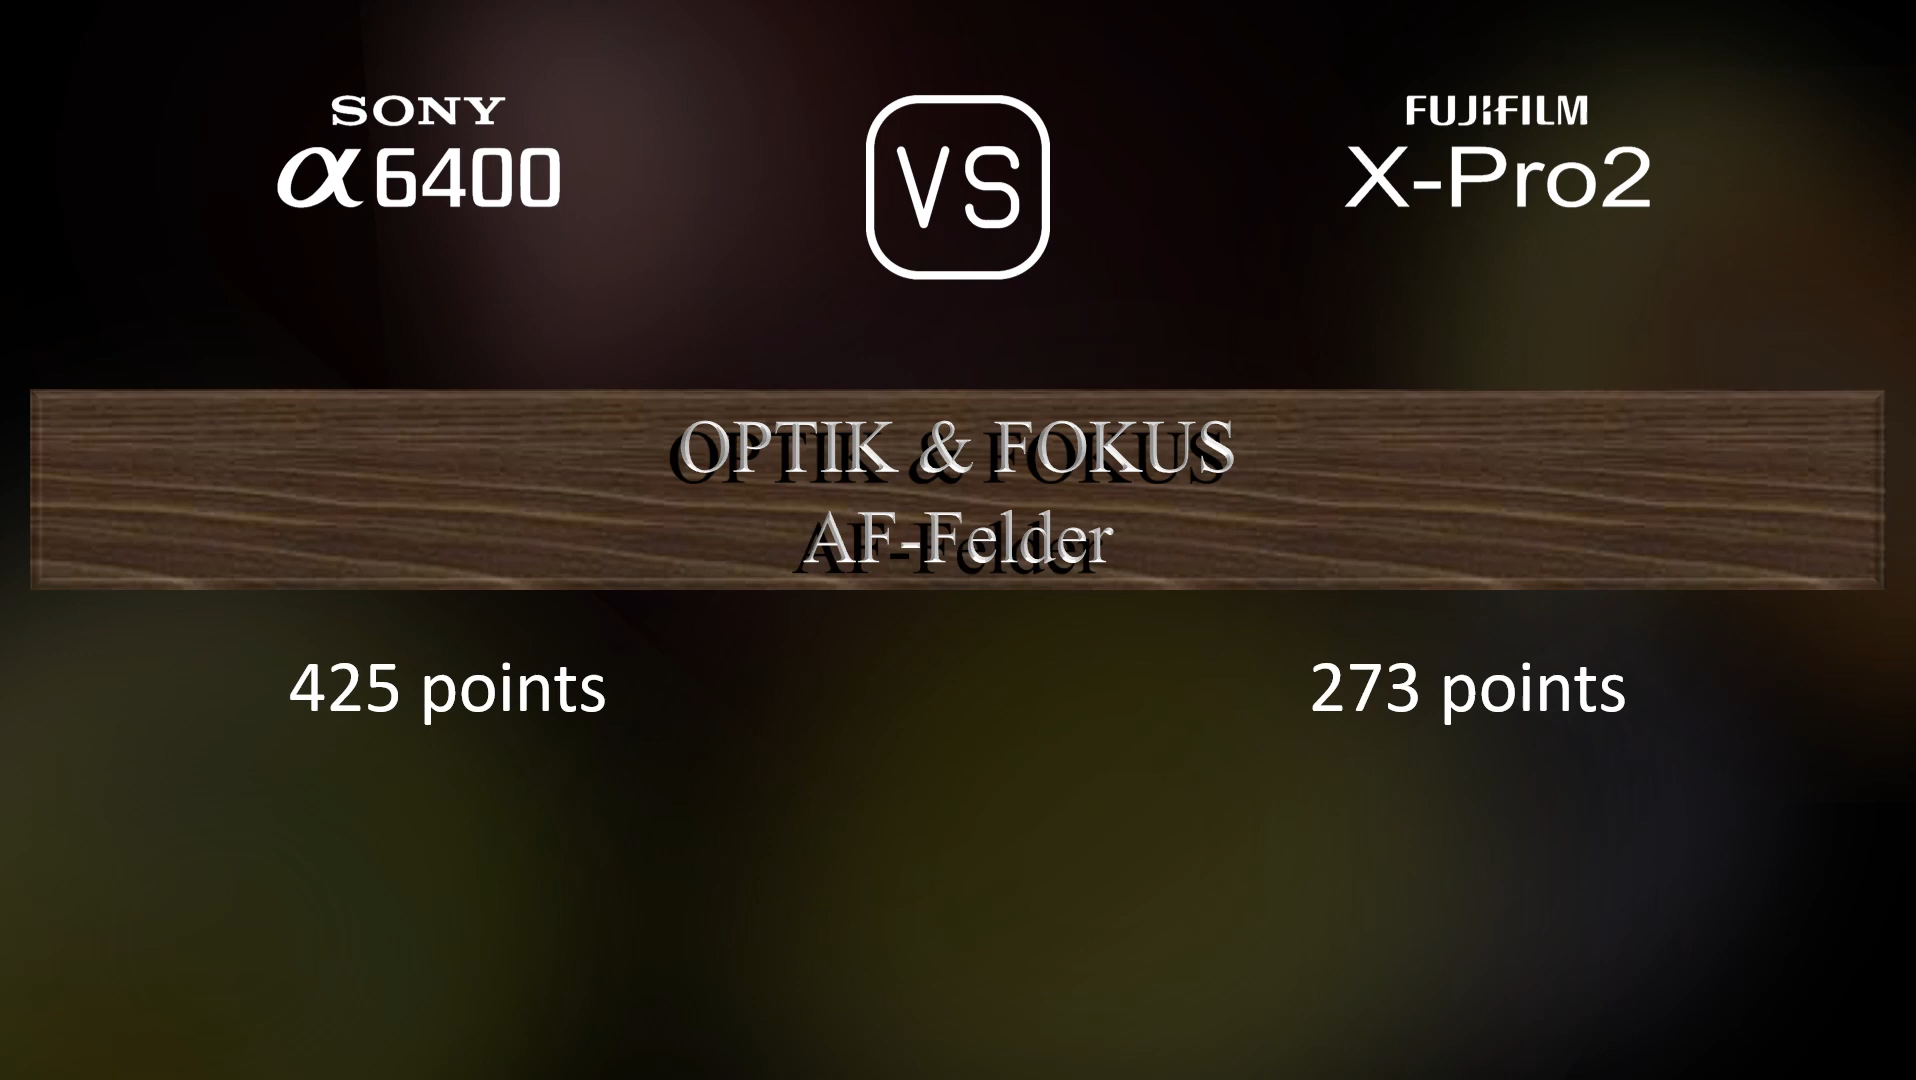 SONY
α6400
VS
FUJIFILM
X-Pro2
OPTIK & FOKUS
AF-Felder
425 points
273 points